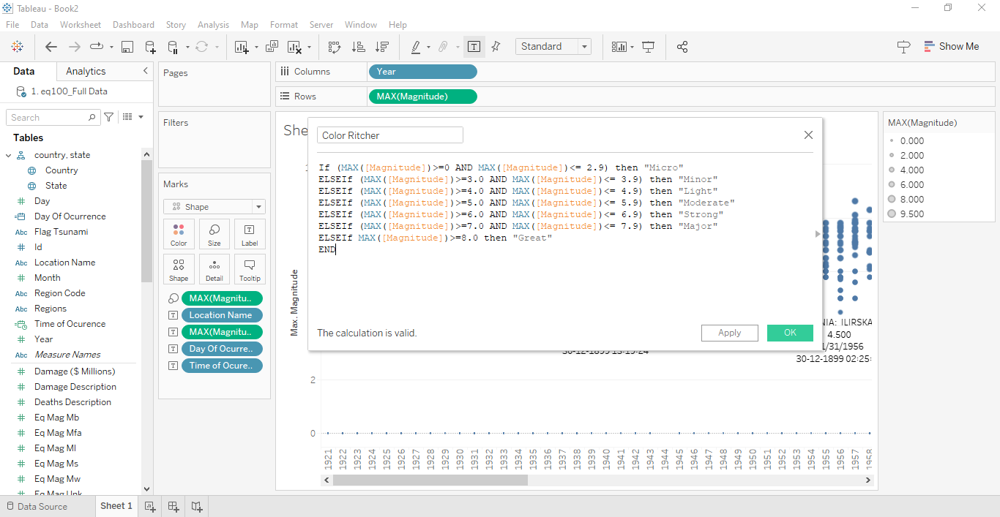 Tableau - Book2
File Data Worksheet Dashboard Story Analysis Map Format Server Window Help
Standard
Show Me
Data Analytics
1. eq100_Full Data
Search
Tables
country, state
Country
State
Day
Day Of Ocurrence
Abc Flag Tsunami
Id
Abc Location Name
Month
Abc Region Code
Abc Regions
Time of Ocurence
Year
Abc Measure Names
Damage ($ Millions)
Damage Description
Deaths Description
Eq Mag Mb
Eq Mag Mfa
Eq Mag Ml
Eq Mag Ms
Eq Mag Mw
Eq Mag Unk
Pages
Filters
Marks
Shape
Color Size Label
Shape Detail Tooltip
MAX(Magnitu..
Location Name
MAX(Magnitu..
Day Of Ocurre..
Time of Ocure..
Columns Year
Rows MAX(Magnitude)
She
Color Ritcher
If (MAX([Magnitude])>=0 AND MAX([Magnitude])<= 2.9) then "Micro"
ELSEIf (MAX([Magnitude])>=3.0 AND MAX([Magnitude])<= 3.9) then "Minor"
ELSEIf (MAX([Magnitude])>=4.0 AND MAX([Magnitude])<= 4.9) then "Light"
ELSEIf (MAX([Magnitude])>=5.0 AND MAX([Magnitude])<= 5.9) then "Moderate"
ELSEIf (MAX([Magnitude])>=6.0 AND MAX([Magnitude])<= 6.9) then "Strong"
ELSEIf (MAX([Magnitude])>=7.0 AND MAX([Magnitude])<= 7.9) then "Major"
ELSEIf MAX([Magnitude])>=8.0 then "Great"
END
The calculation is valid.
Apply OK
Max. Magnitude
NIA: ILIRSKA
4.500
1/31/1956
30-12-1899 13:19:24
30-12-1899 02:25:
2
0
1921 1922 1923 1924 1925 1926 1927 1928 1929 1930 1931 1932 1933 1934 1935 1936 1937 1938 1939 1940 1941 1942 1943 1944 1945 1946 1947 1948 1949 1950 1951 1952 1953 1954 1955 1956 1957 1958
MAX(Magnitude)
0.000
2.000
4.000
6.000
8.000
9.500
Data Source Sheet 1